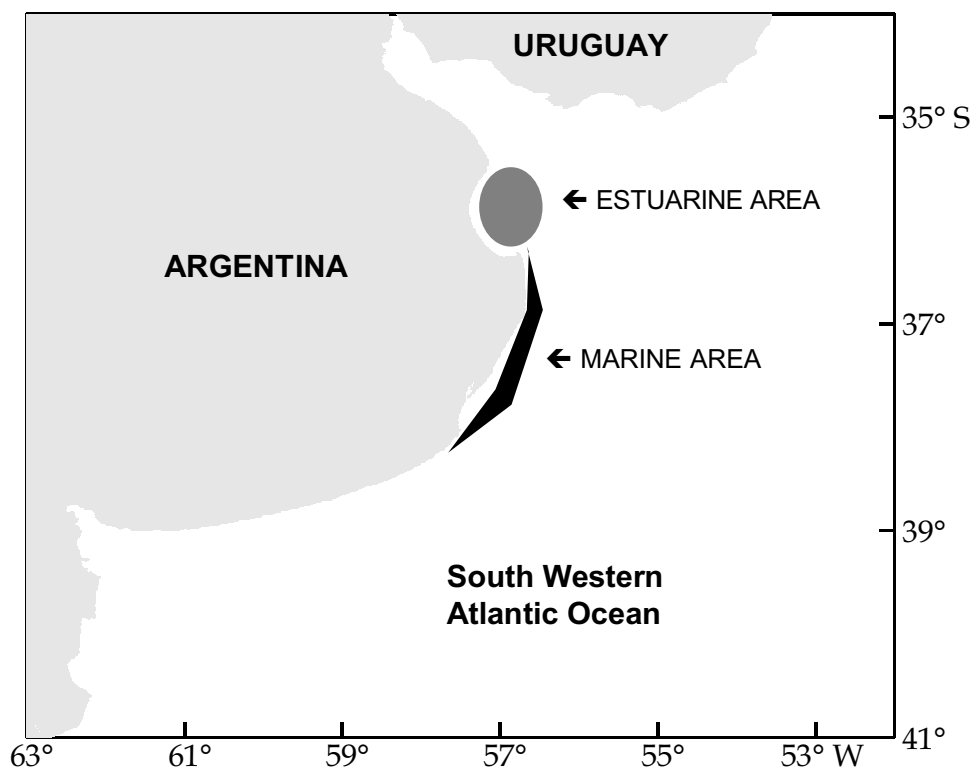 URUGUAY
35° S
🡸 ESTUARINE AREA
ARGENTINA
37°
🡸 MARINE AREA
39°
South Western
Atlantic Ocean
41°
63° 61° 59° 57° 55° 53° W